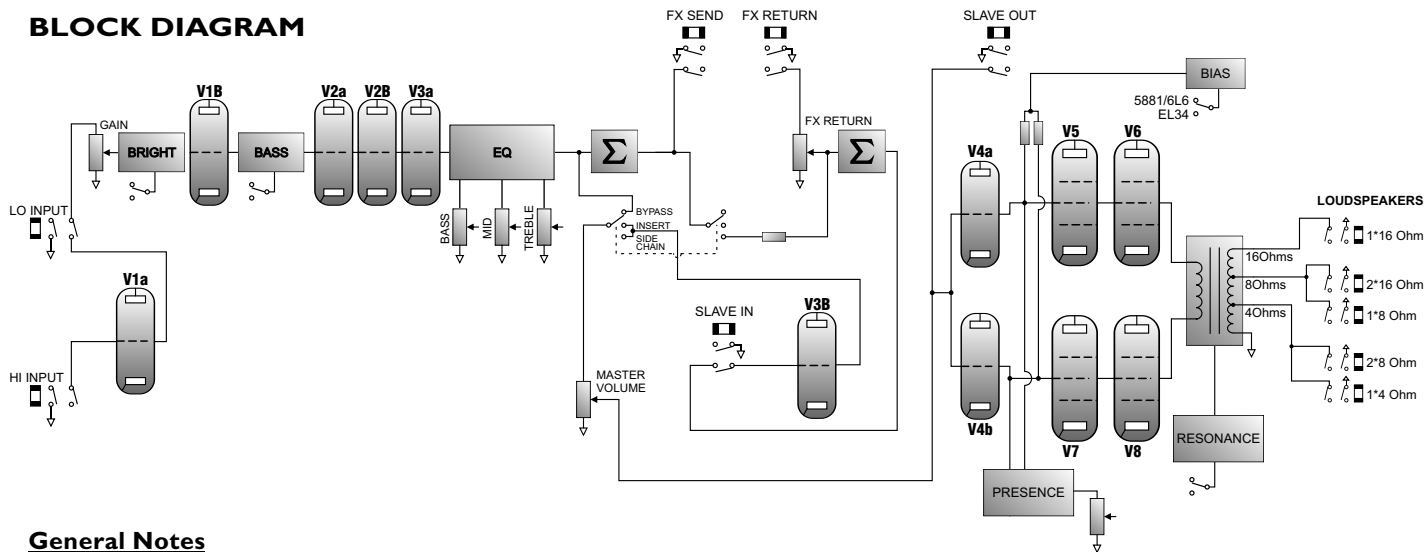 BLOCK DIAGRAM
FX SEND
FX RETURN
SLAVE OUT
BIAS
5881/6L6
EL34
V1B
V2a
V2B
V3a
GAIN
BRIGHT
BASS
EQ
Σ
FX RETURN
Σ
V4a
V5
V6
LO INPUT
BASS
MID
TREBLE
BYPASS
INSERT
SIDE
CHAIN
LOUDSPEAKERS
16Ohms
1*16 Ohm
8Ohms
2*16 Ohm
4Ohms
1*8 Ohm
2*8 Ohm
1*4 Ohm
V1a
SLAVE IN
V3B
HI INPUT
MASTER
VOLUME
V4b
V7
V8
RESONANCE
PRESENCE
General Notes